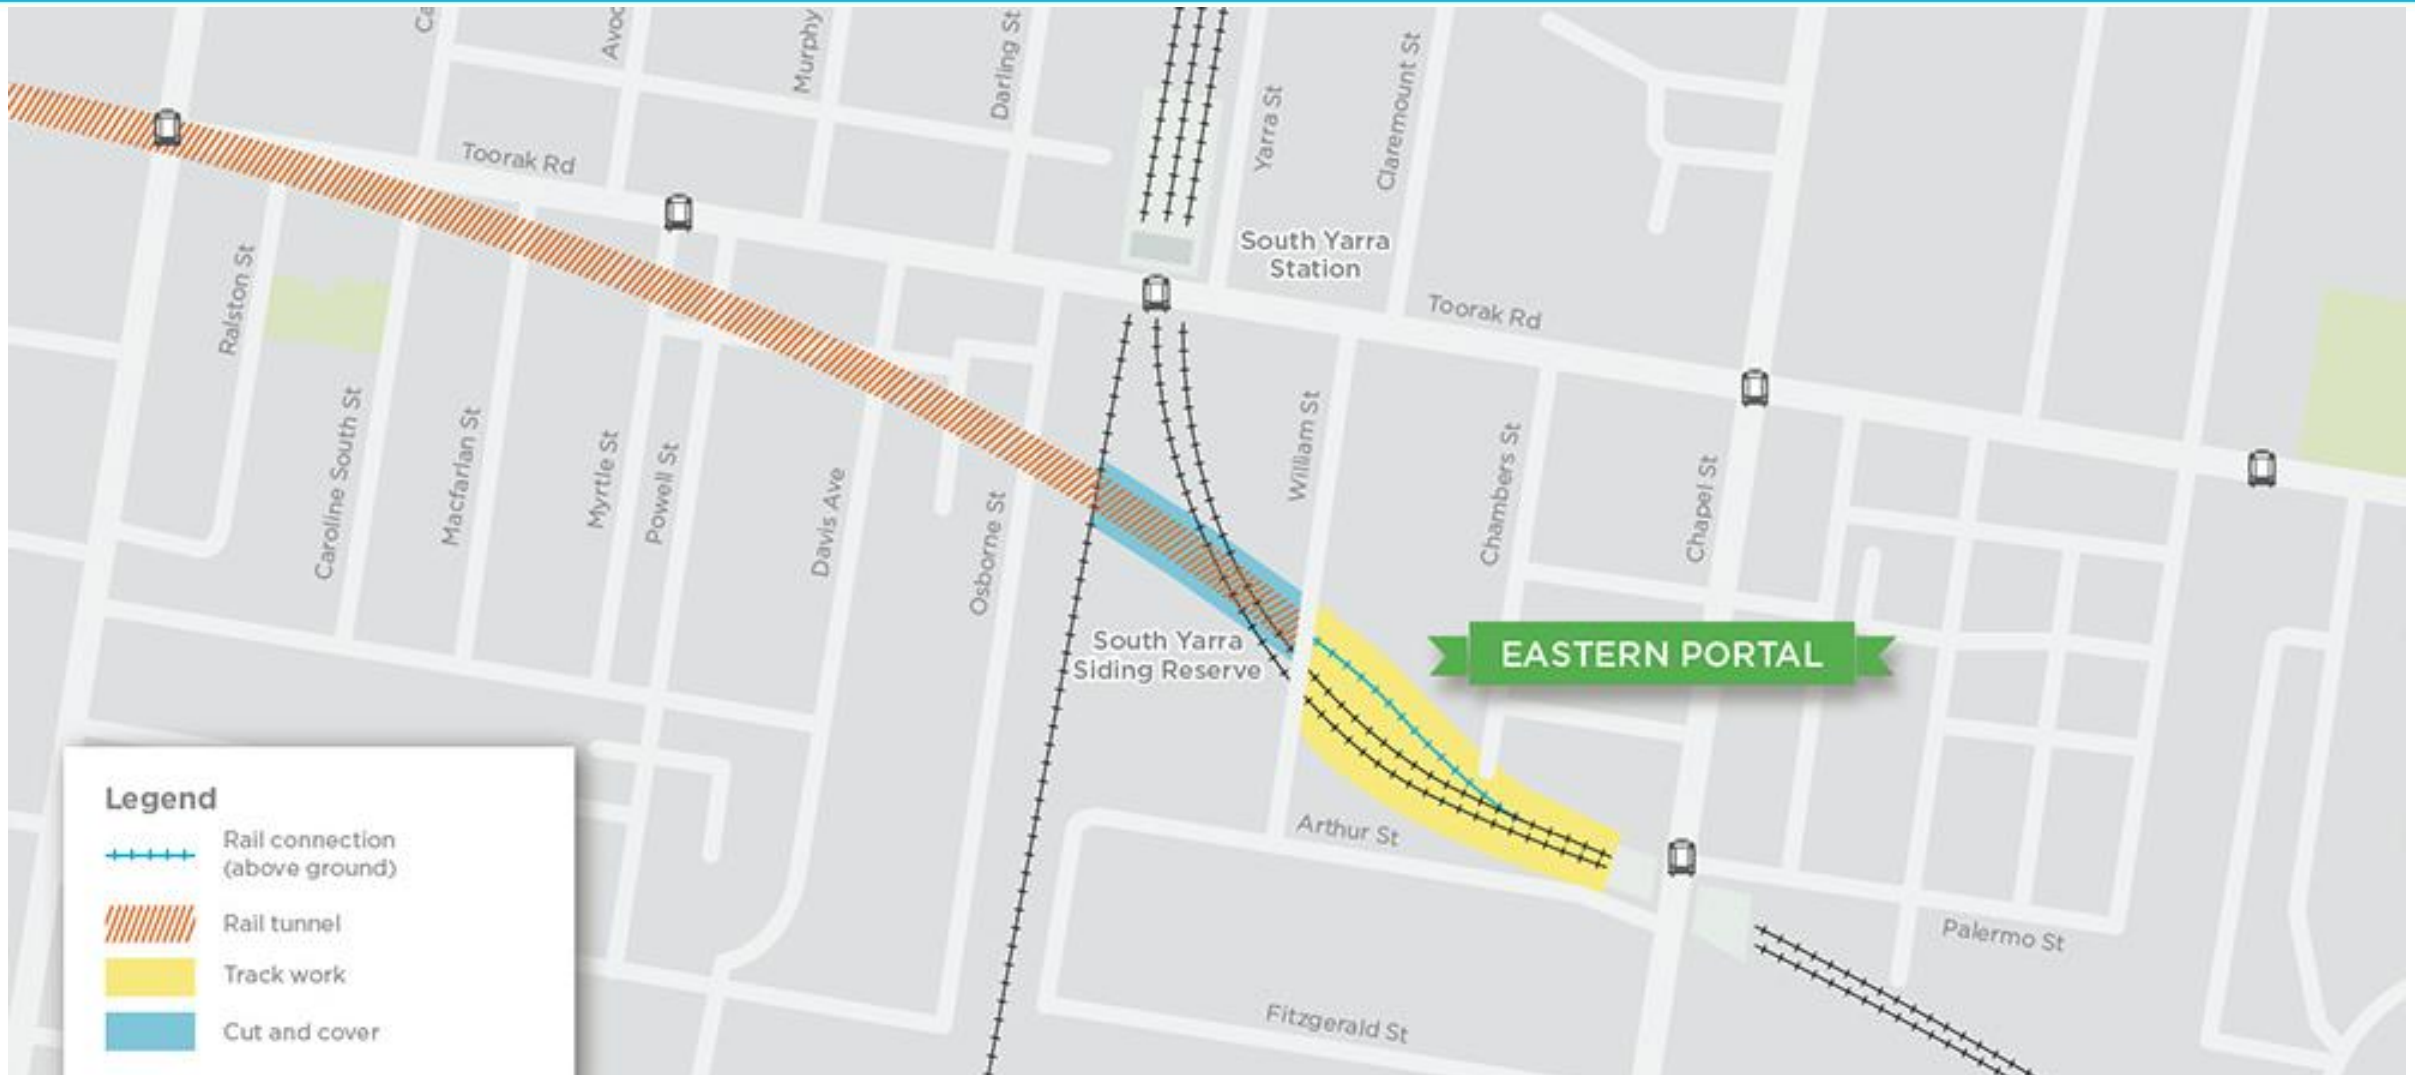 Ca
Avoc
Murphy
Darling St
Yarra St
Claremount St
Toorak Rd
South Yarra
Station
Toorak Rd
Ralston St
Caroline South St
Macfarlan St
Myrtle St
Powell St
Davis Ave
Osborne St
William St
Chambers St
Chapel St
South Yarra
Siding Reserve
EASTERN PORTAL
Arthur St
Palermo St
Fitzgerald St
Legend
Rail connection
(above ground)
Rail tunnel
Track work
Cut and cover